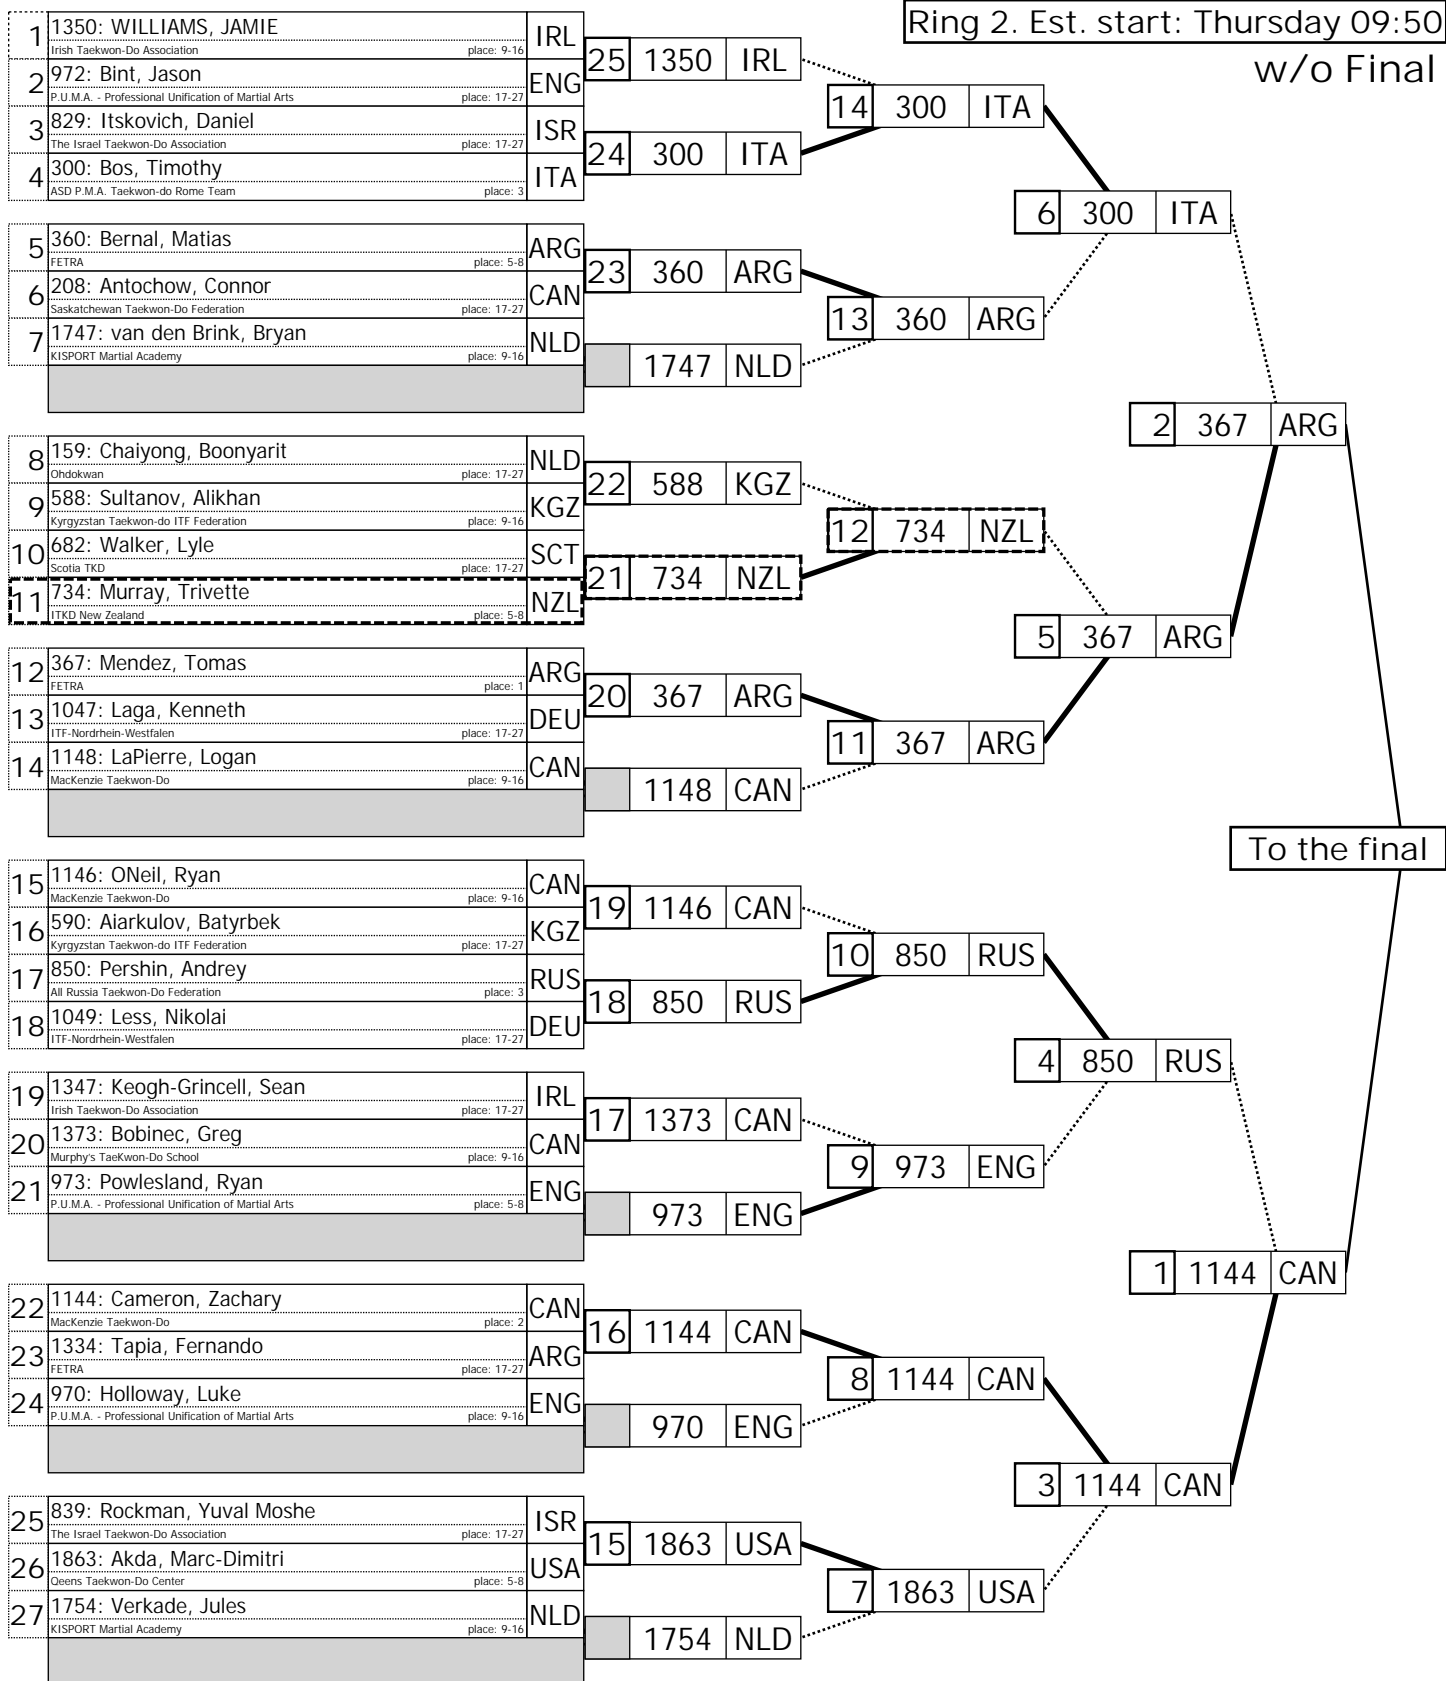 Ring 2. Est. start: Thursday 09:50
w/o Final
1 1350: WILLIAMS, JAMIE IRL
Irish Taekwon-Do Association place: 9-16
2 972: Bint, Jason ENG
P.U.M.A. - Professional Unification of Martial Arts place: 17-27
3 829: Itskovich, Daniel ISR
The Israel Taekwon-Do Association place: 17-27
4 300: Bos, Timothy ITA
ASD P.M.A. Taekwon-do Rome Team place: 3
5 360: Bernal, Matias ARG
FETRA place: 5-8
6 208: Antochow, Connor CAN
Saskatchewan Taekwon-Do Federation place: 17-27
7 1747: van den Brink, Bryan NLD
KISPORT Martial Academy place: 9-16
8 159: Chaiyong, Boonyarit NLD
Ohdokwan place: 17-27
9 588: Sultanov, Alikhan KGZ
Kyrgyzstan Taekwon-do ITF Federation place: 9-16
10 682: Walker, Lyle SCT
Scotia TKD place: 17-27
11 734: Murray, Trivette NZL
ITKD New Zealand place: 5-8
12 367: Mendez, Tomas ARG
FETRA place: 1
13 1047: Laga, Kenneth DEU
ITF-Nordrhein-Westfalen place: 17-27
14 1148: LaPierre, Logan CAN
MacKenzie Taekwon-Do place: 9-16
15 1146: ONeil, Ryan CAN
MacKenzie Taekwon-Do place: 9-16
16 590: Aiarkulov, Batyrbek KGZ
Kyrgyzstan Taekwon-do ITF Federation place: 17-27
17 850: Pershin, Andrey RUS
All Russia Taekwon-Do Federation place: 3
18 1049: Less, Nikolai DEU
ITF-Nordrhein-Westfalen place: 17-27
19 1347: Keogh-Grincell, Sean IRL
Irish Taekwon-Do Association place: 17-27
20 1373: Bobinec, Greg CAN
Murphy's TaeKwon-Do School place: 9-16
21 973: Powlesland, Ryan ENG
P.U.M.A. - Professional Unification of Martial Arts place: 5-8
22 1144: Cameron, Zachary CAN
MacKenzie Taekwon-Do place: 2
23 1334: Tapia, Fernando ARG
FETRA place: 17-27
24 970: Holloway, Luke ENG
P.U.M.A. - Professional Unification of Martial Arts place: 9-16
25 839: Rockman, Yuval Moshe ISR
The Israel Taekwon-Do Association place: 17-27
26 1863: Akda, Marc-Dimitri USA
Qeens Taekwon-Do Center place: 5-8
27 1754: Verkade, Jules NLD
KISPORT Martial Academy place: 9-16
25 1350 IRL
24 300 ITA
23 360 ARG
1747 NLD
22 588 KGZ
21 734 NZL
20 367 ARG
1148 CAN
19 1146 CAN
18 850 RUS
17 1373 CAN
973 ENG
16 1144 CAN
970 ENG
15 1863 USA
1754 NLD
14 300 ITA
13 360 ARG
12 734 NZL
11 367 ARG
10 850 RUS
9 973 ENG
8 1144 CAN
7 1863 USA
6 300 ITA
5 367 ARG
4 850 RUS
3 1144 CAN
2 367 ARG
1 1144 CAN
To the final